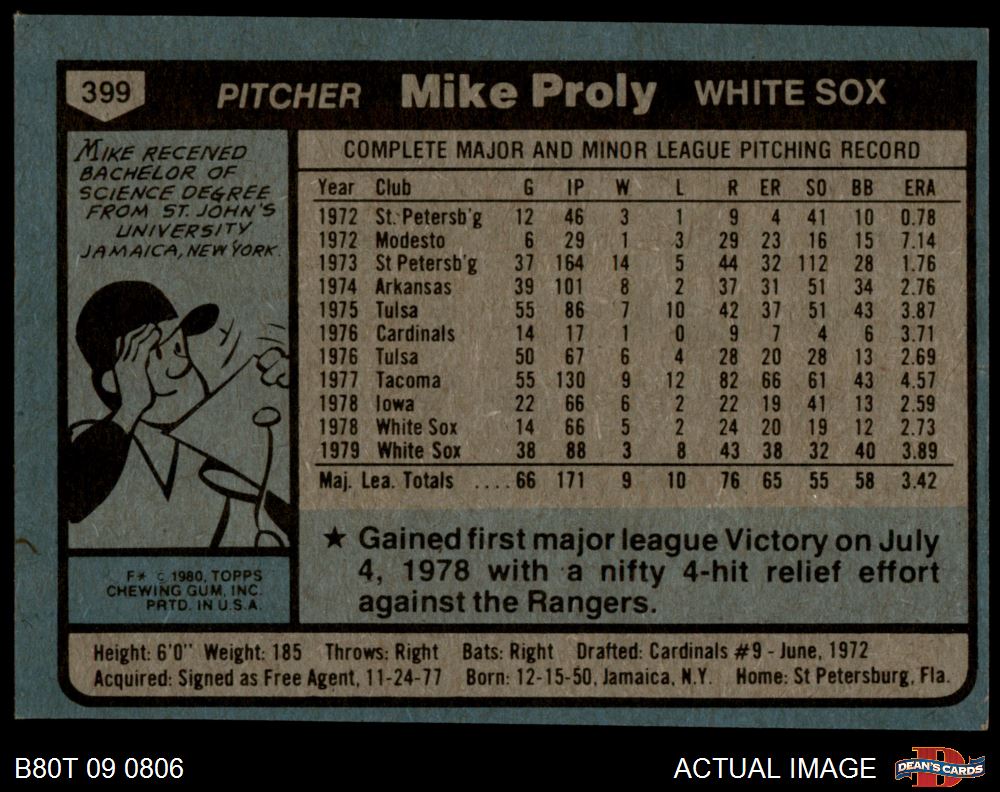 399 PITCHER Mike Proly WHITE SOX
MIKE RECEIVED
BACHELOR OF
SCIENCE DEGREE
FROM ST. JOHN'S
UNIVERSITY
JAMAICA, NEW YORK.
F* © 1980, TOPPS
CHEWING GUM, INC.
PRTD. IN U.S.A.
COMPLETE MAJOR AND MINOR LEAGUE PITCHING RECORD
Year Club G IP W L R ER SO BB ERA
1972 St. Petersb'g 12 46 3 1 9 4 41 10 0.78
1972 Modesto 6 29 1 3 29 23 16 15 7.14
1973 St Petersb'g 37 164 14 5 44 32 112 28 1.76
1974 Arkansas 39 101 8 2 37 31 51 34 2.76
1975 Tulsa 55 86 7 10 42 37 51 43 3.87
1976 Cardinals 14 17 1 0 9 7 4 6 3.71
1976 Tulsa 50 67 6 4 28 20 28 13 2.69
1977 Tacoma 55 130 9 12 82 66 61 43 4.57
1978 Iowa 22 66 6 2 22 19 41 13 2.59
1978 White Sox 14 66 5 2 24 20 19 12 2.73
1979 White Sox 38 88 3 8 43 38 32 40 3.89
Maj. Lea. Totals ....66 171 9 10 76 65 55 58 3.42
★ Gained first major league Victory on July
4, 1978 with a nifty 4-hit relief effort
against the Rangers.
Height: 6'0" Weight: 185 Throws: Right Bats: Right Drafted: Cardinals #9 - June, 1972
Acquired: Signed as Free Agent, 11-24-77 Born: 12-15-50, Jamaica, N.Y. Home: St Petersburg, Fla.
B80T 09 0806 ACTUAL IMAGE DEAN'S CARDS